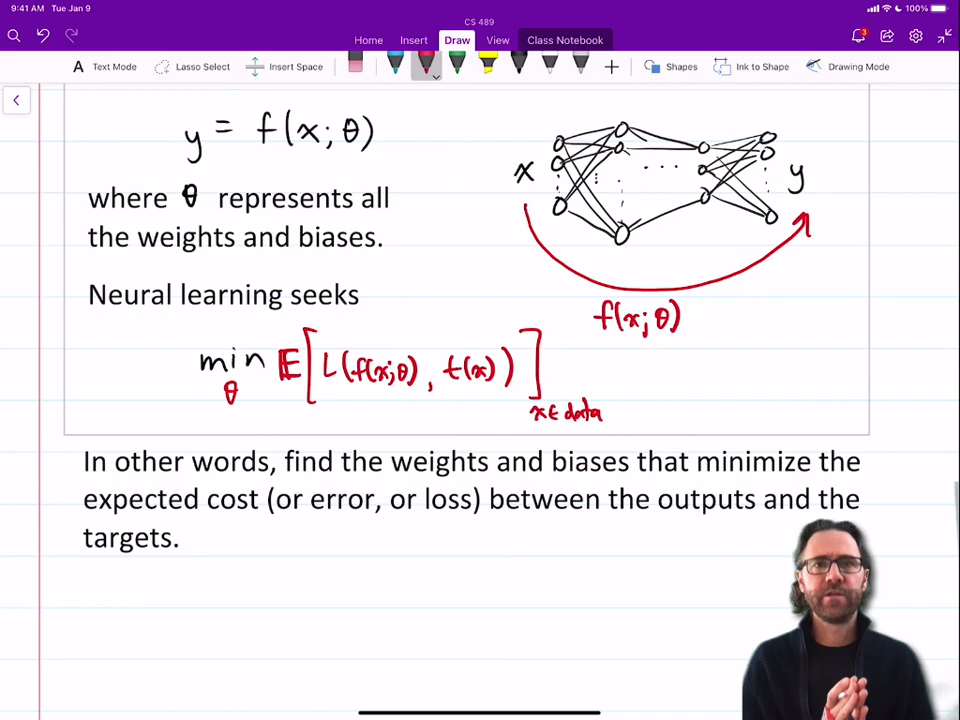 9:41 AM Tue Jan 9
100%
CS 489
Home Insert Draw View Class Notebook
3
A Text Mode Lasso Select Insert Space Shapes Ink to Shape Drawing Mode
y = f(x; θ)
x y
where θ represents all
the weights and biases.
f(x; θ)
Neural learning seeks
min E[L(f(x;θ), t(x))]
θ
x∈data
In other words, find the weights and biases that minimize the
expected cost (or error, or loss) between the outputs and the
targets.